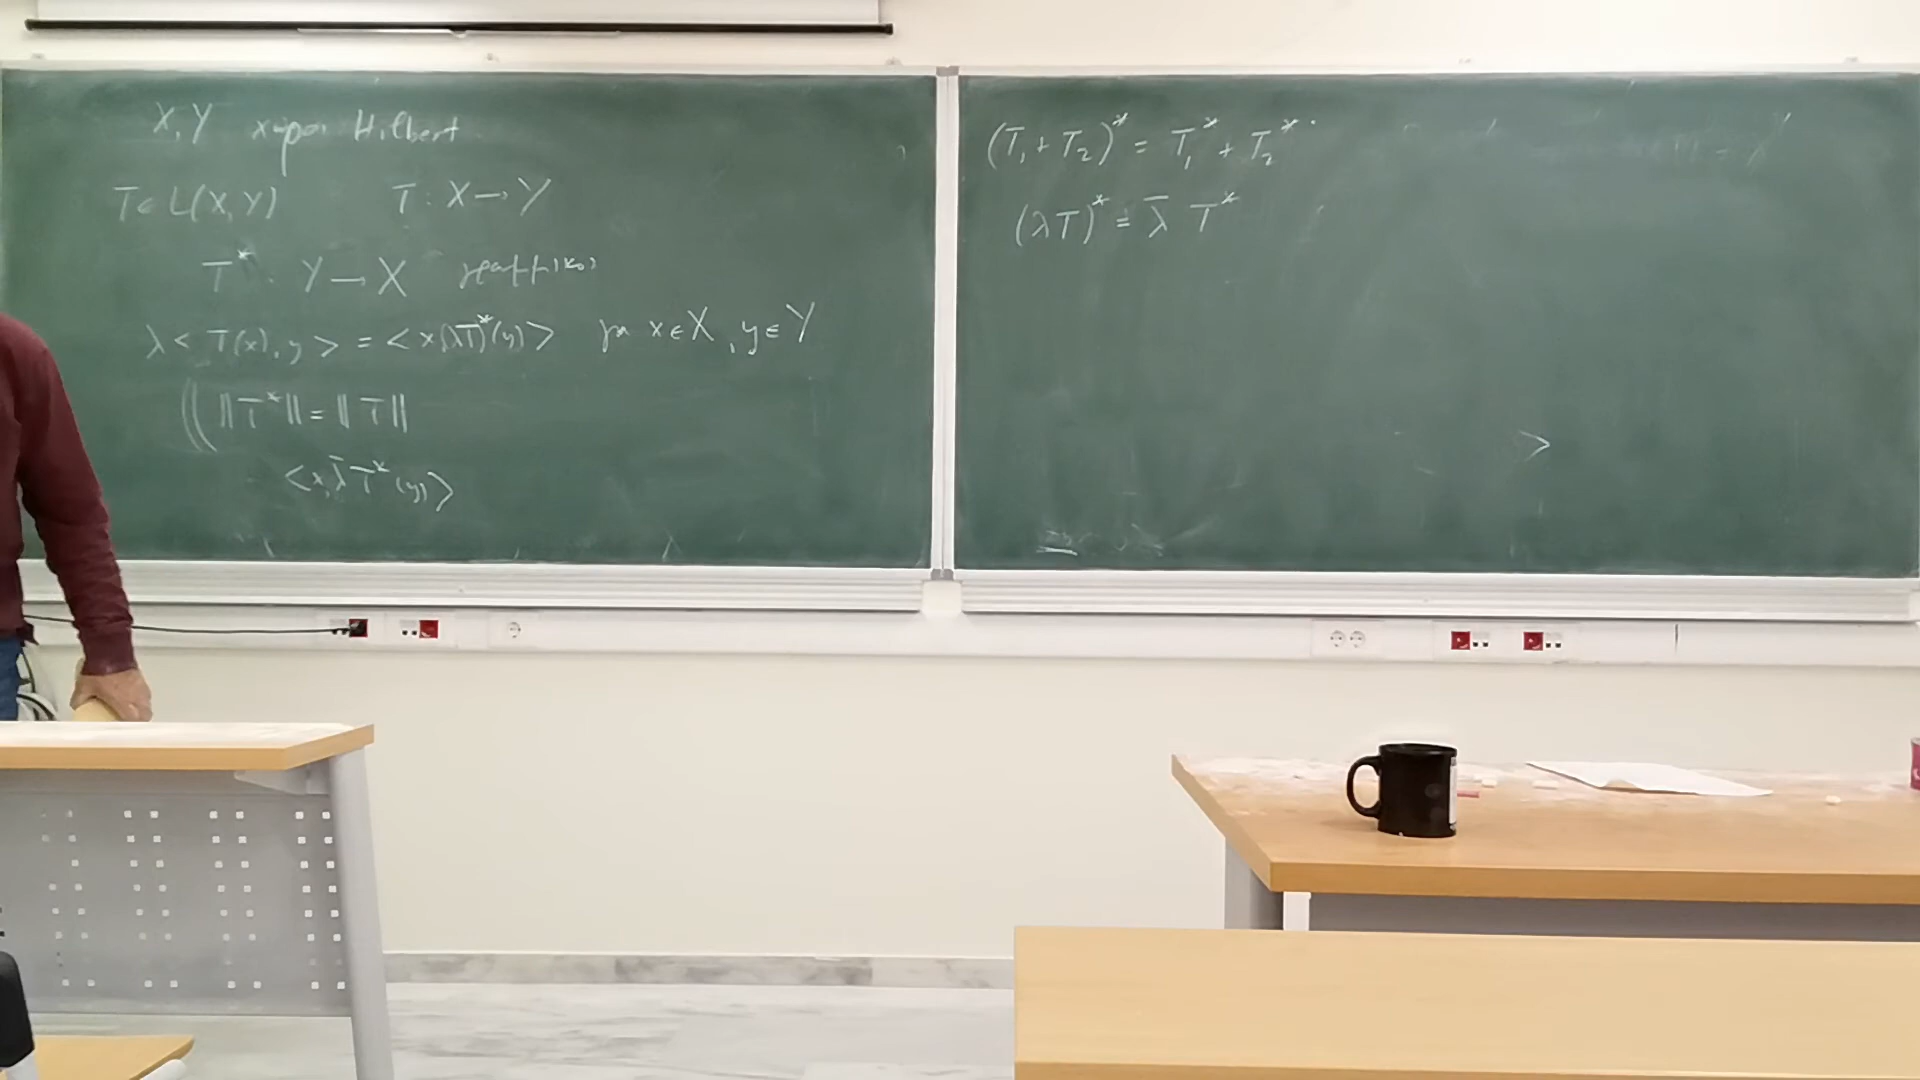 X, Y χώροι Hilbert
T ∈ L(X, Y) T : X → Y
T* : Y → X γραμμικός
λ < T(x), y > = < x, (λT)*(y) > για x ∈ X, y ∈ Y
||T*|| = ||T||
< x, λ̄ T*(y) >
(T₁ + T₂)* = T₁* + T₂*
(λT)* = λ̄ T*
>